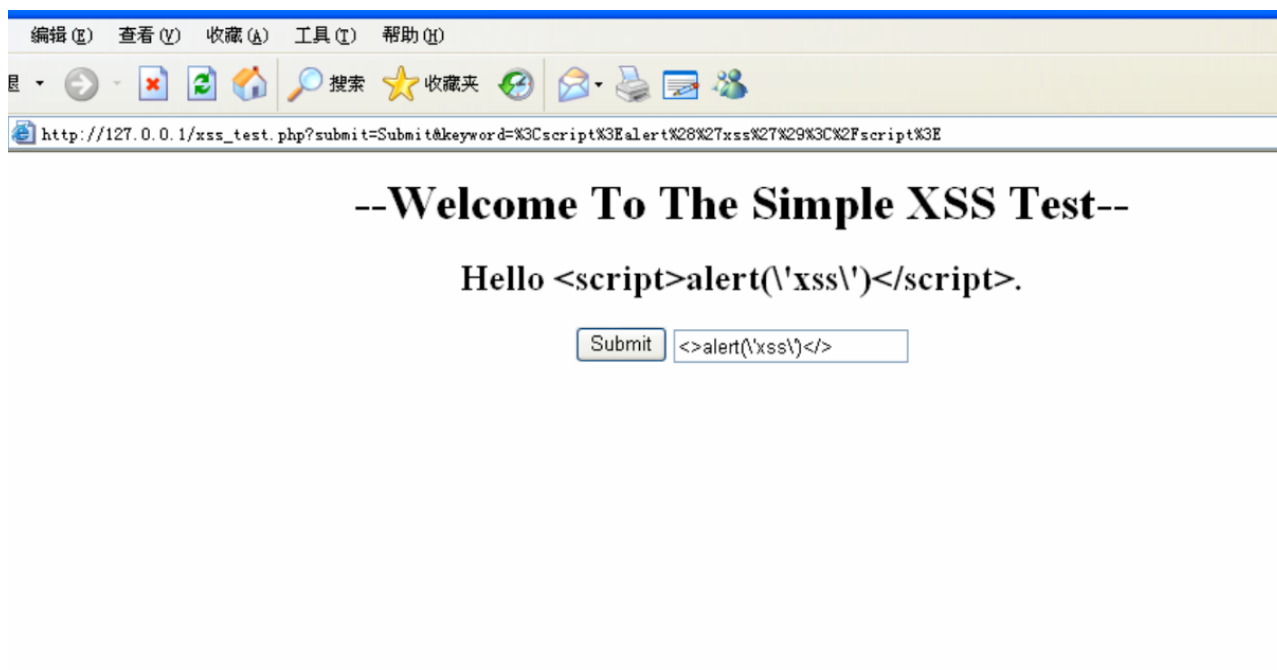 编辑(E) 查看(V) 收藏(A) 工具(T) 帮助(H)
退 搜索 收藏夹
http://127.0.0.1/xss_test.php?submit=Submit&keyword=%3Cscript%3Ealert%28%27xss%27%29%3C%2Fscript%3E
--Welcome To The Simple XSS Test--
Hello <script>alert(\'xss\')</script>.
Submit <>alert(\'xss\')</>